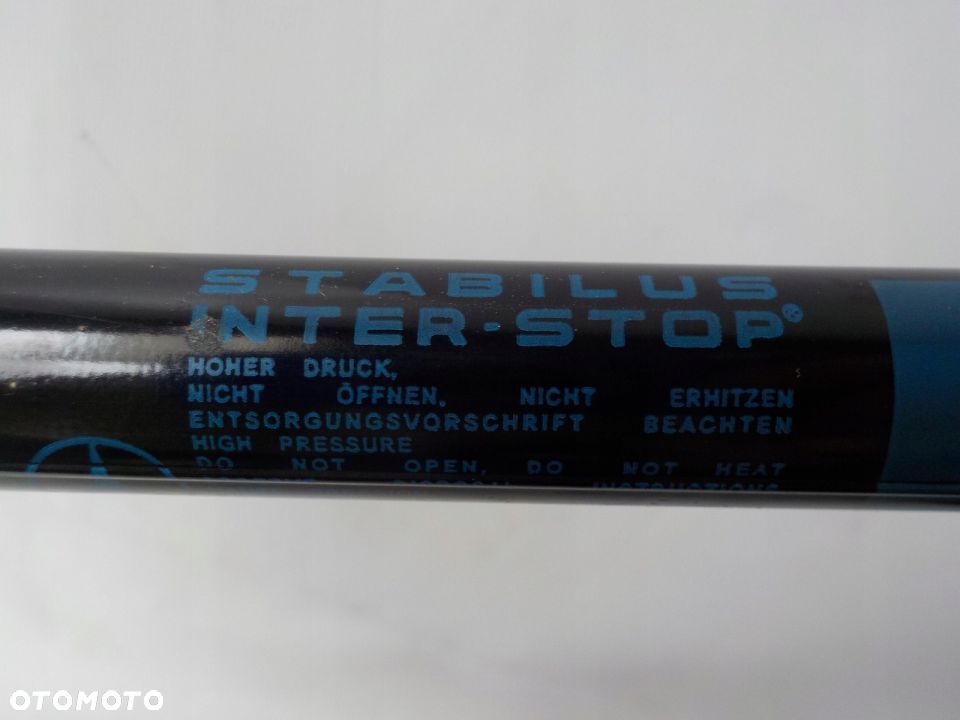 STABILUS
INTER-STOP®
HOHER DRUCK,
NICHT ÖFFNEN, NICHT ERHITZEN
ENTSORGUNGSVORSCHRIFT BEACHTEN
HIGH PRESSURE
DO NOT OPEN, DO NOT HEAT
INSTRUCTIONS
OTOMOTO